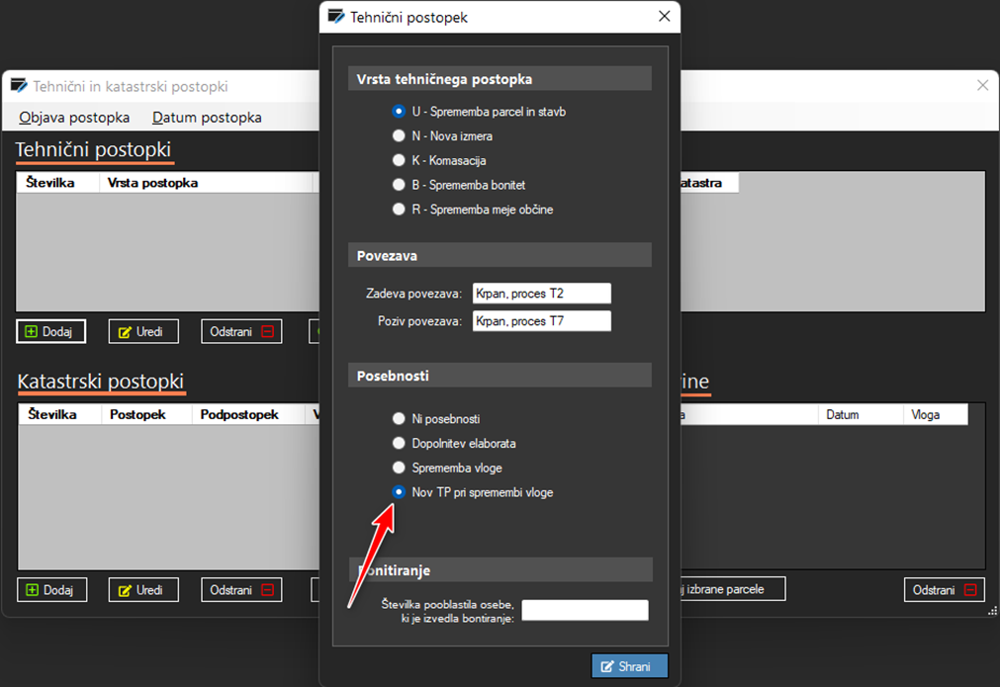 Tehnični postopek
Tehnični in katastrski postopki
Objava postopka Datum postopka
Tehnični postopki
Številka Vrsta postopka
Vrsta tehničnega postopka
U - Sprememba parcel in stavb
N - Nova izmera
K - Komasacija
B - Sprememba bonitet
R - Sprememba meje občine
Povezava
Zadeva povezava: Krpan, proces T2
Poziv povezava: Krpan, proces T7
Dodaj Uredi Odstrani
Katastrski postopki
Številka Postopek Podpostopek V
Posebnosti
Ni posebnosti
Dopolnitev elaborata
Sprememba vloge
Nov TP pri spremembi vloge
Datum Vloga
Bonitiranje
Številka pooblastila osebe,
ki je izvedla bontiranje:
Dodaj Uredi Odstrani
izbrane parcele Odstrani
Shrani